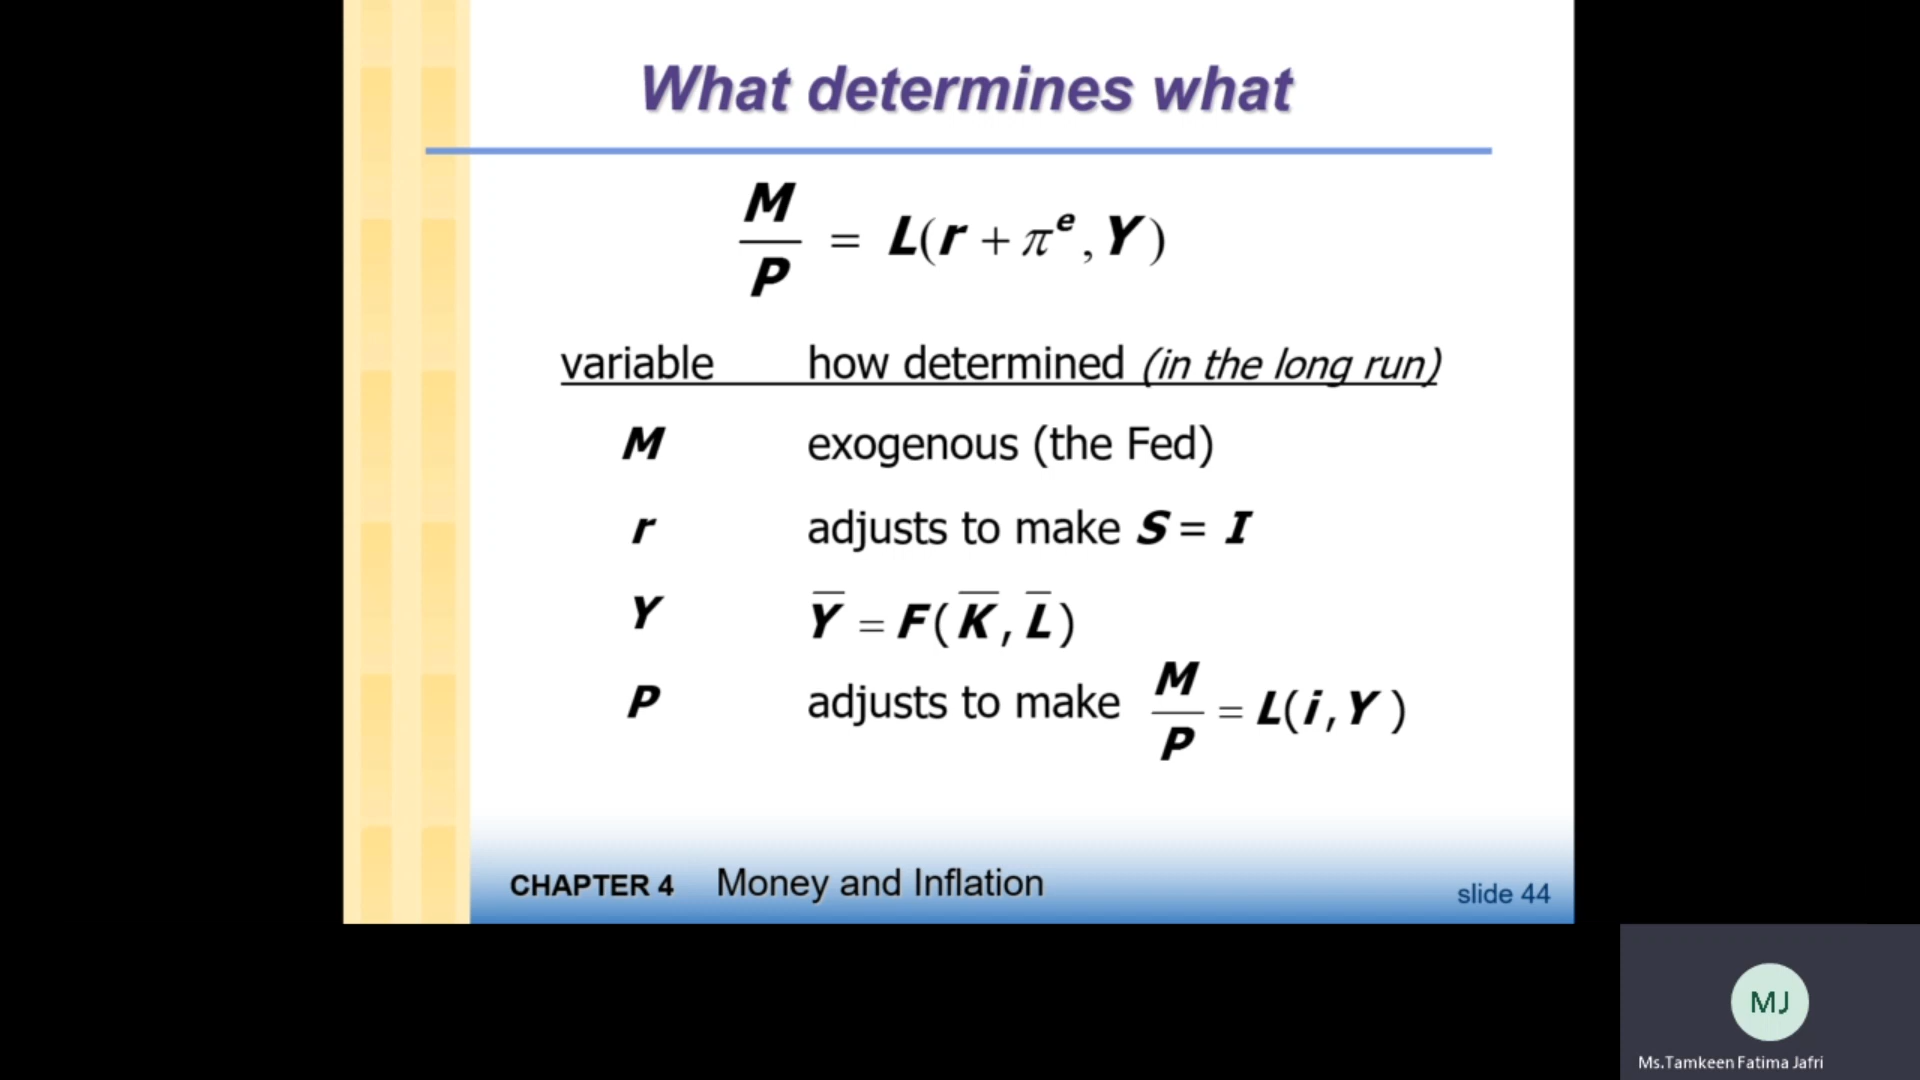 What determines what
M/P = L(r + πᵉ, Y)
variable how determined (in the long run)
M exogenous (the Fed)
r adjusts to make S = I
Y Y̅ = F(K̅, L̅)
P adjusts to make M/P = L(i, Y)
CHAPTER 4 Money and Inflation
slide 44
MJ
Ms.Tamkeen Fatima Jafri